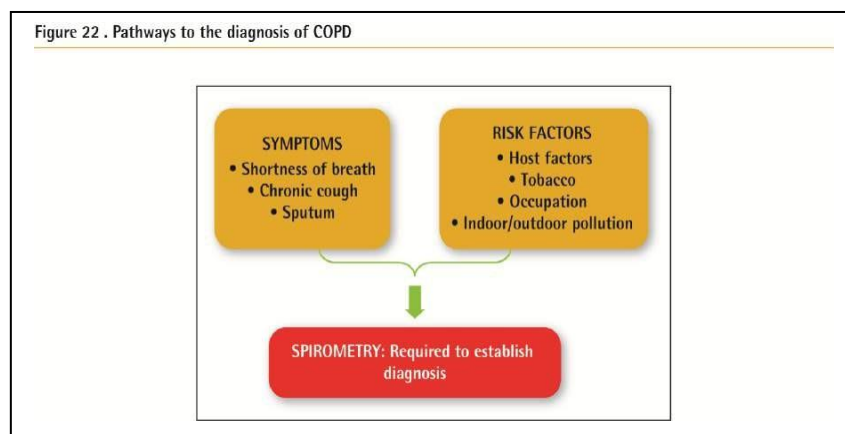 Figure 22 . Pathways to the diagnosis of COPD
SYMPTOMS
• Shortness of breath
• Chronic cough
• Sputum
RISK FACTORS
• Host factors
• Tobacco
• Occupation
• Indoor/outdoor pollution
SPIROMETRY: Required to establish
diagnosis